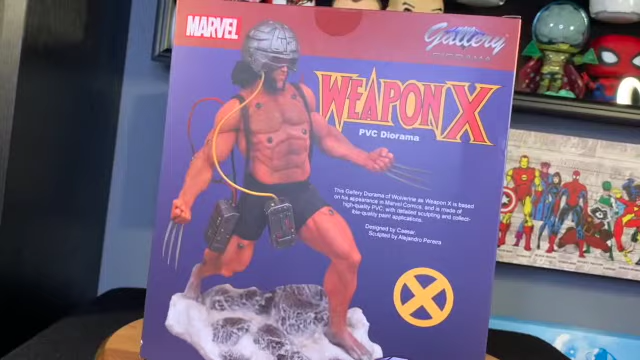 MARVEL
Gallery
DIORAMA
WEAPON X
PVC Diorama
This Gallery Diorama of Wolverine as Weapon X is based
on his appearance in Marvel Comics, and is made of
high-quality PVC, with detailed sculpting and collect-
ible-quality paint applications.
Designed by Caesar,
Sculpted by Alejandro Pereira